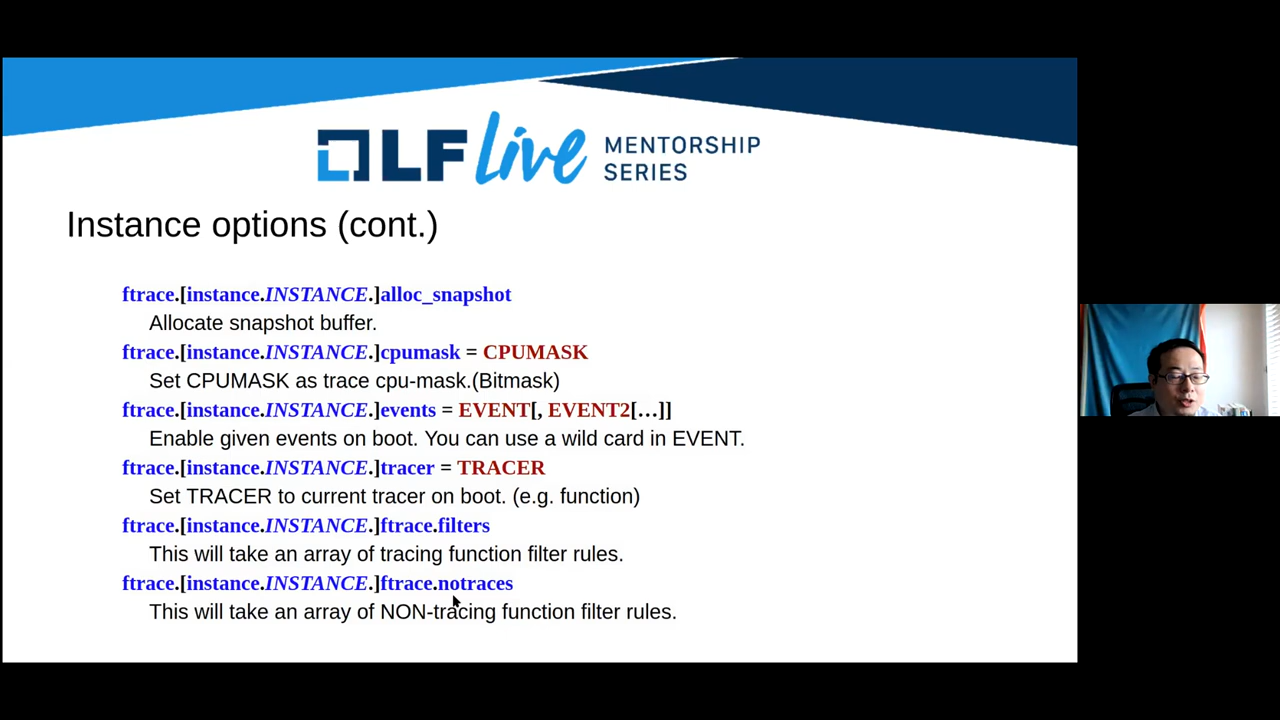 LF Live MENTORSHIP
SERIES
Instance options (cont.)
ftrace.[instance.INSTANCE.]alloc_snapshot
Allocate snapshot buffer.
ftrace.[instance.INSTANCE.]cpumask = CPUMASK
Set CPUMASK as trace cpu-mask.(Bitmask)
ftrace.[instance.INSTANCE.]events = EVENT[, EVENT2[…]]
Enable given events on boot. You can use a wild card in EVENT.
ftrace.[instance.INSTANCE.]tracer = TRACER
Set TRACER to current tracer on boot. (e.g. function)
ftrace.[instance.INSTANCE.]ftrace.filters
This will take an array of tracing function filter rules.
ftrace.[instance.INSTANCE.]ftrace.notraces
This will take an array of NON-tracing function filter rules.